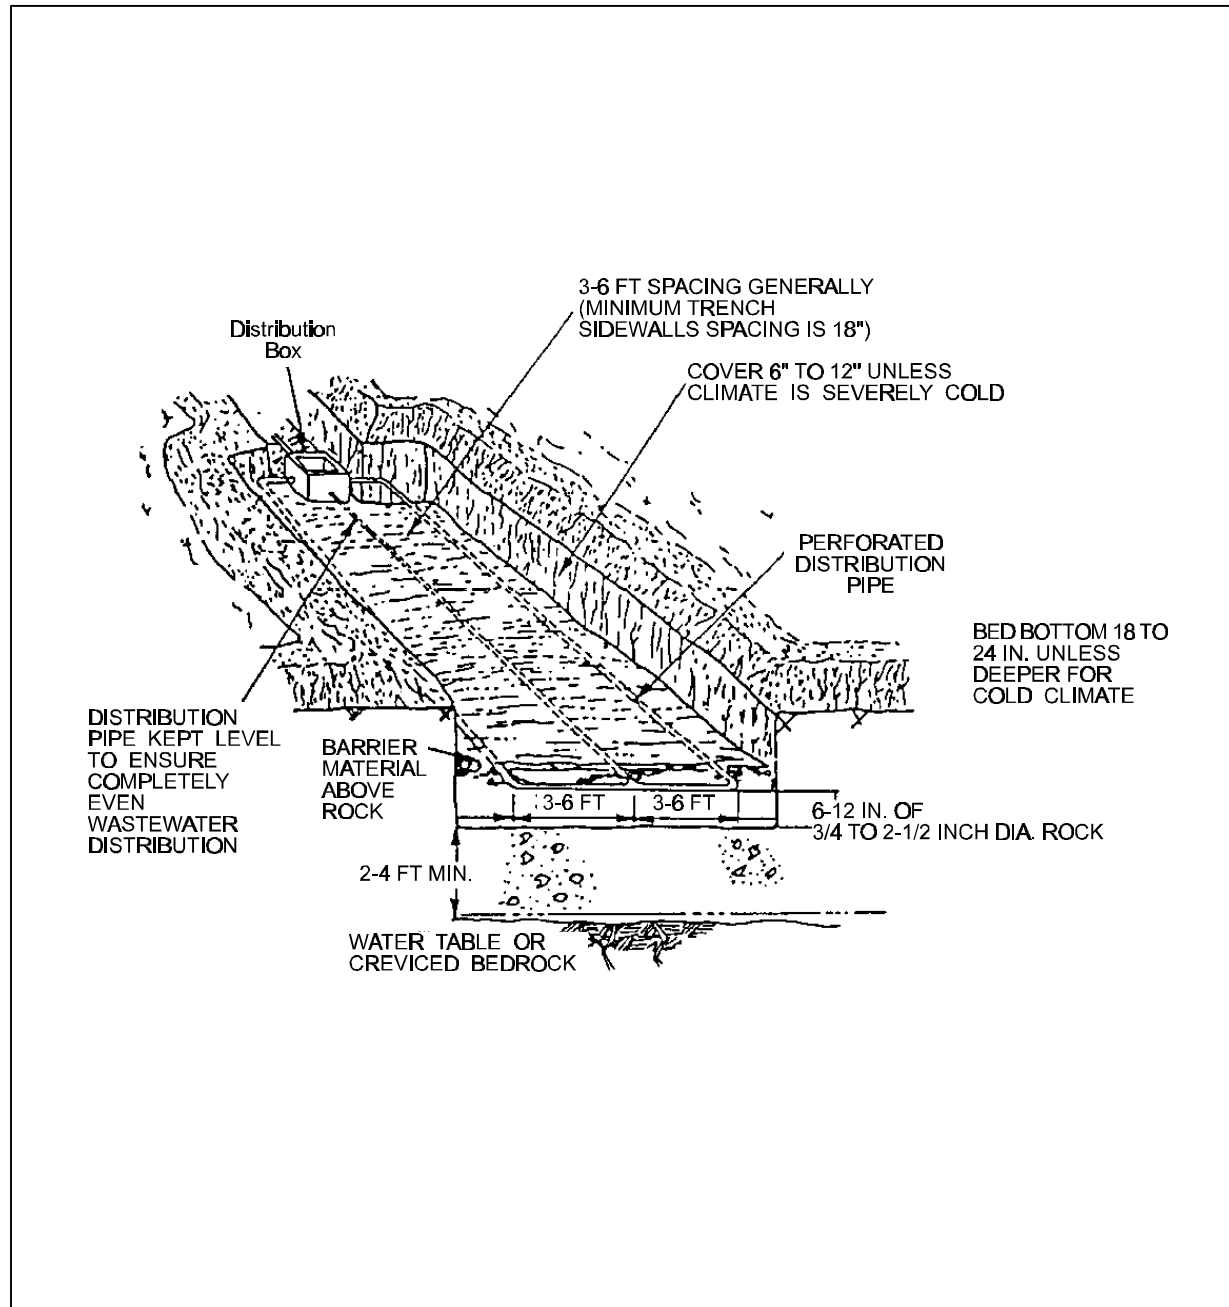 3-6 FT SPACING GENERALLY
(MINIMUM TRENCH
SIDEWALLS SPACING IS 18")
Distribution
Box
COVER 6" TO 12" UNLESS
CLIMATE IS SEVERELY COLD
PERFORATED
DISTRIBUTION
PIPE
BED BOTTOM 18 TO
24 IN. UNLESS
DEEPER FOR
COLD CLIMATE
DISTRIBUTION
PIPE KEPT LEVEL
TO ENSURE
COMPLETELY
EVEN
WASTEWATER
DISTRIBUTION
BARRIER
MATERIAL
ABOVE
ROCK
3-6 FT
3-6 FT
6-12 IN. OF
3/4 TO 2-1/2 INCH DIA. ROCK
2-4 FT MIN.
WATER TABLE OR
CREVICED BEDROCK